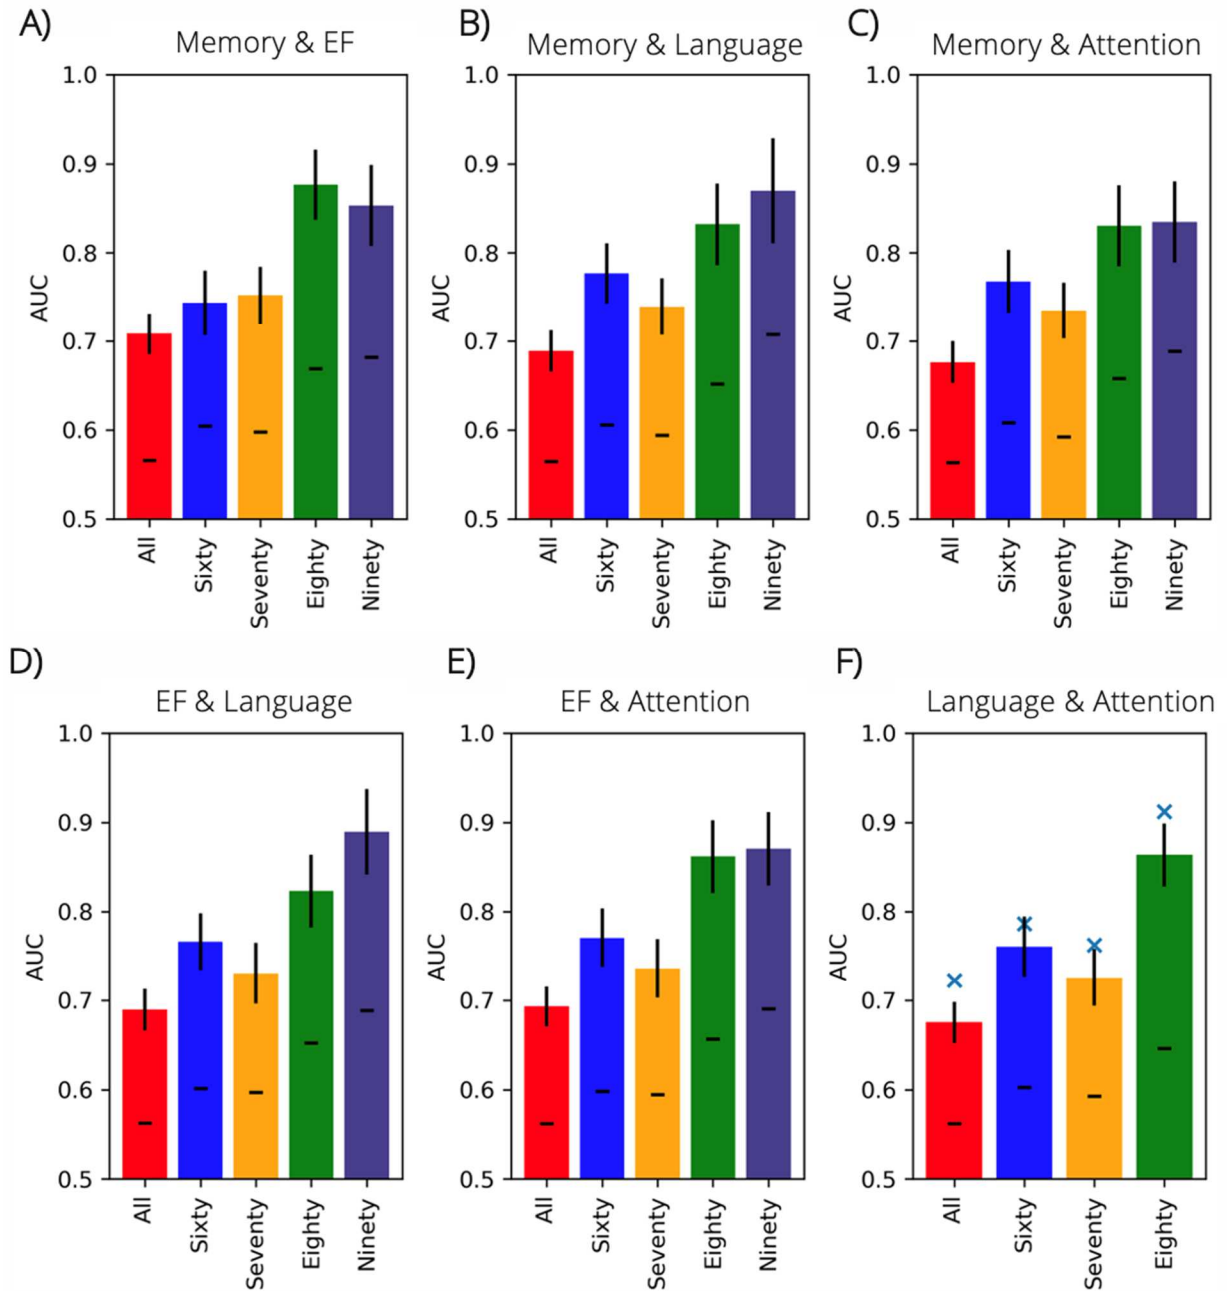 A)
Memory & EF
1.0
0.9
0.8
0.7
0.6
0.5
AUC
All
Sixty
Seventy
Eighty
Ninety
B)
Memory & Language
1.0
0.9
0.8
0.7
0.6
0.5
AUC
All
Sixty
Seventy
Eighty
Ninety
C)
Memory & Attention
1.0
0.9
0.8
0.7
0.6
0.5
AUC
All
Sixty
Seventy
Eighty
Ninety
D)
EF & Language
1.0
0.9
0.8
0.7
0.6
0.5
AUC
All
Sixty
Seventy
Eighty
Ninety
E)
EF & Attention
1.0
0.9
0.8
0.7
0.6
0.5
AUC
All
Sixty
Seventy
Eighty
Ninety
F)
Language & Attention
1.0
0.9
0.8
0.7
0.6
0.5
AUC
All
Sixty
Seventy
Eighty